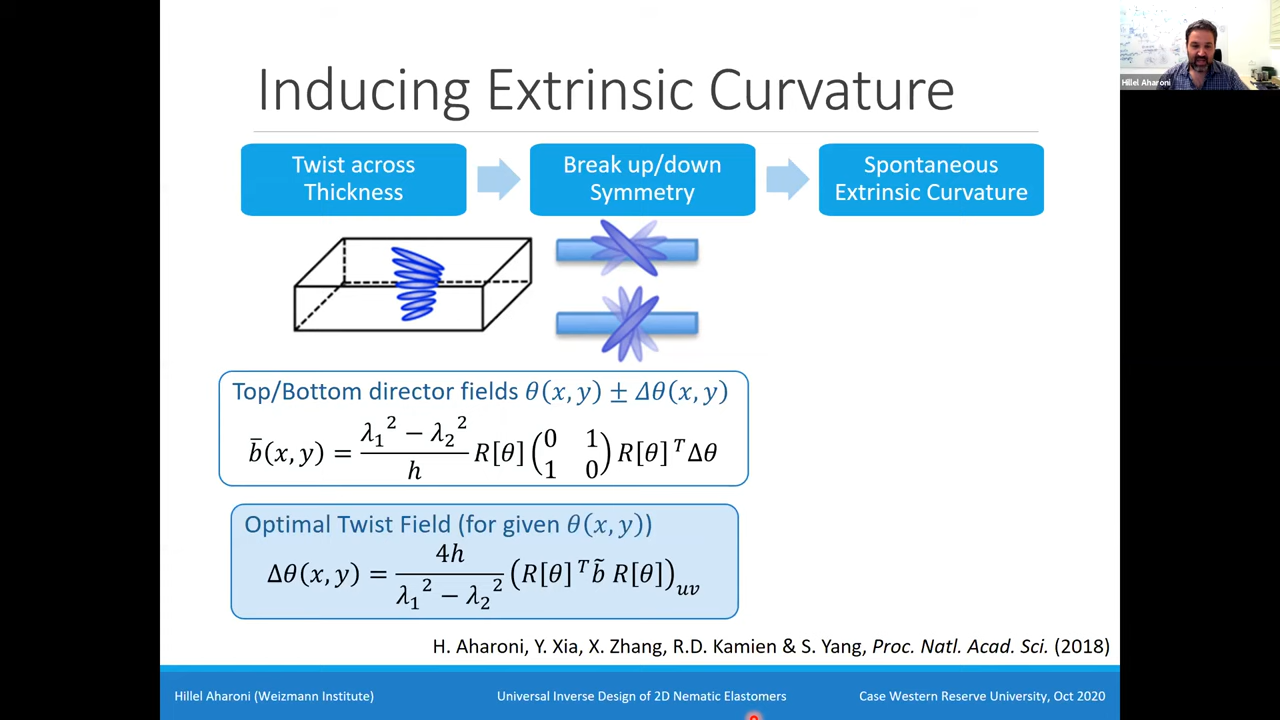 Inducing Extrinsic Curvature
Hillel Aharoni
Twist across
Thickness
Break up/down
Symmetry
Spontaneous
Extrinsic Curvature
Top/Bottom director fields θ(x, y) ± Δθ(x, y)
b̄(x, y) = (λ₁² − λ₂²)/h R[θ] (0 1; 1 0) R[θ]ᵀ Δθ
Optimal Twist Field (for given θ(x, y))
Δθ(x, y) = 4h/(λ₁² − λ₂²) (R[θ]ᵀ b̃ R[θ])ᵤᵥ
H. Aharoni, Y. Xia, X. Zhang, R.D. Kamien & S. Yang, Proc. Natl. Acad. Sci. (2018)
Hillel Aharoni (Weizmann Institute)
Universal Inverse Design of 2D Nematic Elastomers
Case Western Reserve University, Oct 2020